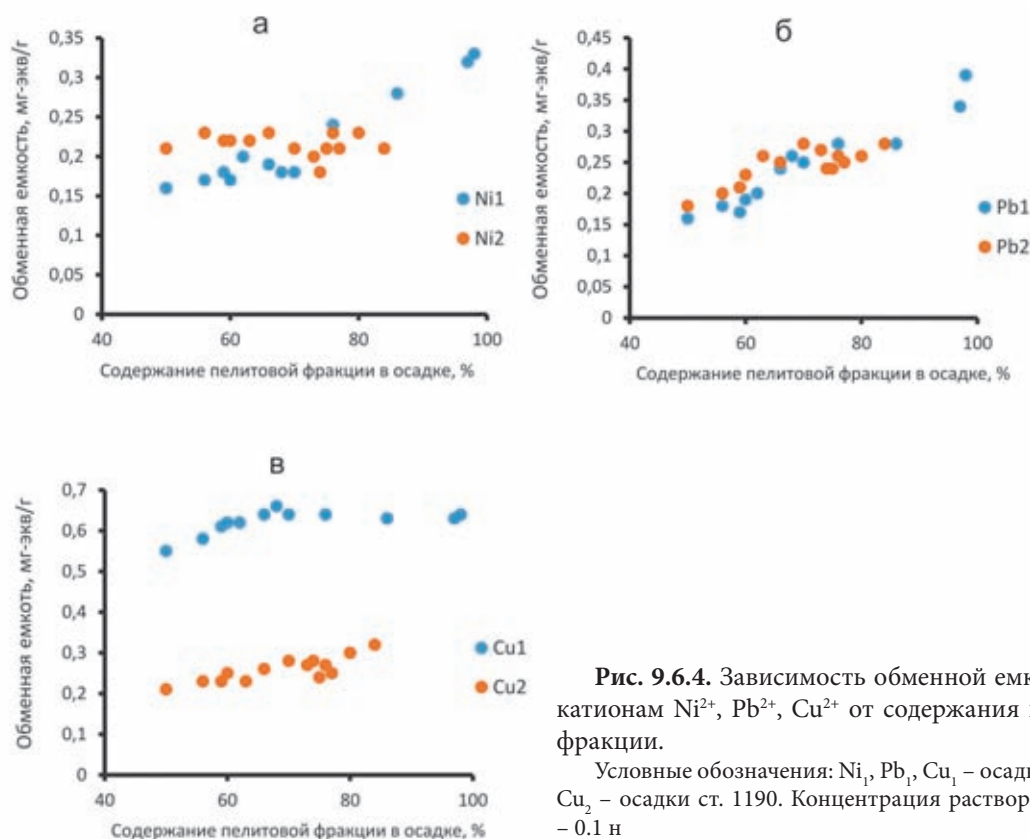 а
Обменная емкость, мг-экв/г
0,35
0,3
0,25
0,2
0,15
0,1
0,05
0
40
60
80
100
Ni1
Ni2
Содержание пелитовой фракции в осадке, %
б
Обменная емкость, мг-экв/г
0,45
0,4
0,35
0,3
0,25
0,2
0,15
0,1
0,05
0
40
60
80
100
Pb1
Pb2
Содержание пелитовой фракции в осадке, %
в
Обменная емкоть, мг-экв/г
0,7
0,6
0,5
0,4
0,3
0,2
0,1
0
40
60
80
100
Cu1
Cu2
Содержание пелитовой фракции в осадке, %
Рис. 9.6.4. Зависимость обменной емк
катионам Ni²⁺, Pb²⁺, Cu²⁺ от содержания
фракции.
Условные обозначения: Ni₁, Pb₁, Cu₁ – осадк
Cu₂ – осадки ст. 1190. Концентрация раствор
– 0.1 н